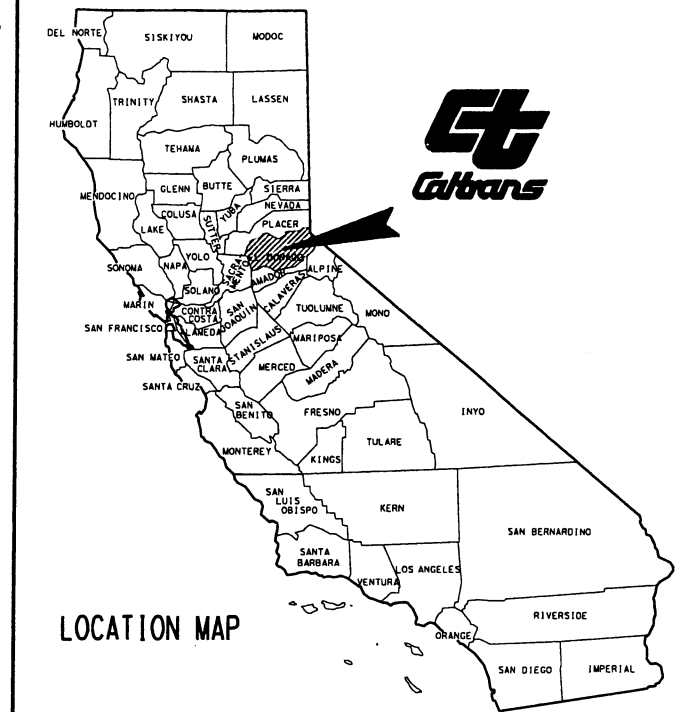 DEL NORTE
SISKIYOU
MODOC
HUMBOLDT
TRINITY
SHASTA
LASSEN
TEHAMA
PLUMAS
MENDOCINO
GLENN
BUTTE
SIERRA
COLUSA
YUBA
NEVADA
LAKE
SUTTER
PLACER
SONOMA
NAPA
YOLO
SACRA-
MENTO
EL DORADO
ALPINE
SOLANO
AMADOR
MARIN
CONTRA
COSTA
SAN
JOAQUIN
CALAVERAS
TUOLUMNE
MONO
SAN FRANCISCO
ALAMEDA
STANISLAUS
MARIPOSA
SAN MATEO
SANTA
CLARA
MERCED
MADERA
SANTA CRUZ
SAN
BENITO
FRESNO
INYO
MONTEREY
KINGS
TULARE
SAN
LUIS
OBISPO
KERN
SAN BERNARDINO
SANTA
BARBARA
VENTURA
LOS ANGELES
ORANGE
RIVERSIDE
SAN DIEGO
IMPERIAL
Ct
Caltrans
LOCATION MAP